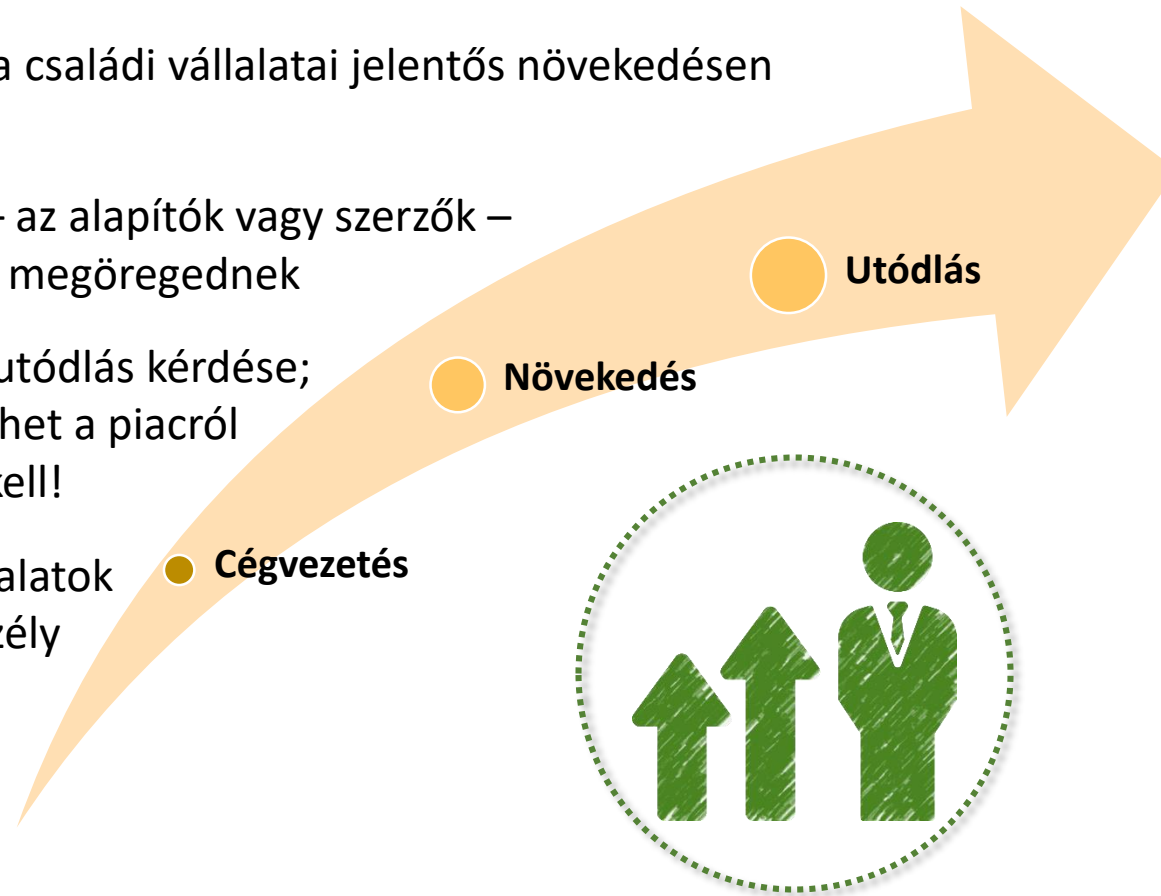 a családi vállalatai jelentős növekedésen
- az alapítók vagy szerzők –
megöregednek
utódlás kérdése;
het a piacról
kell!
alatok
zély
Utódlás
Növekedés
Cégvezetés